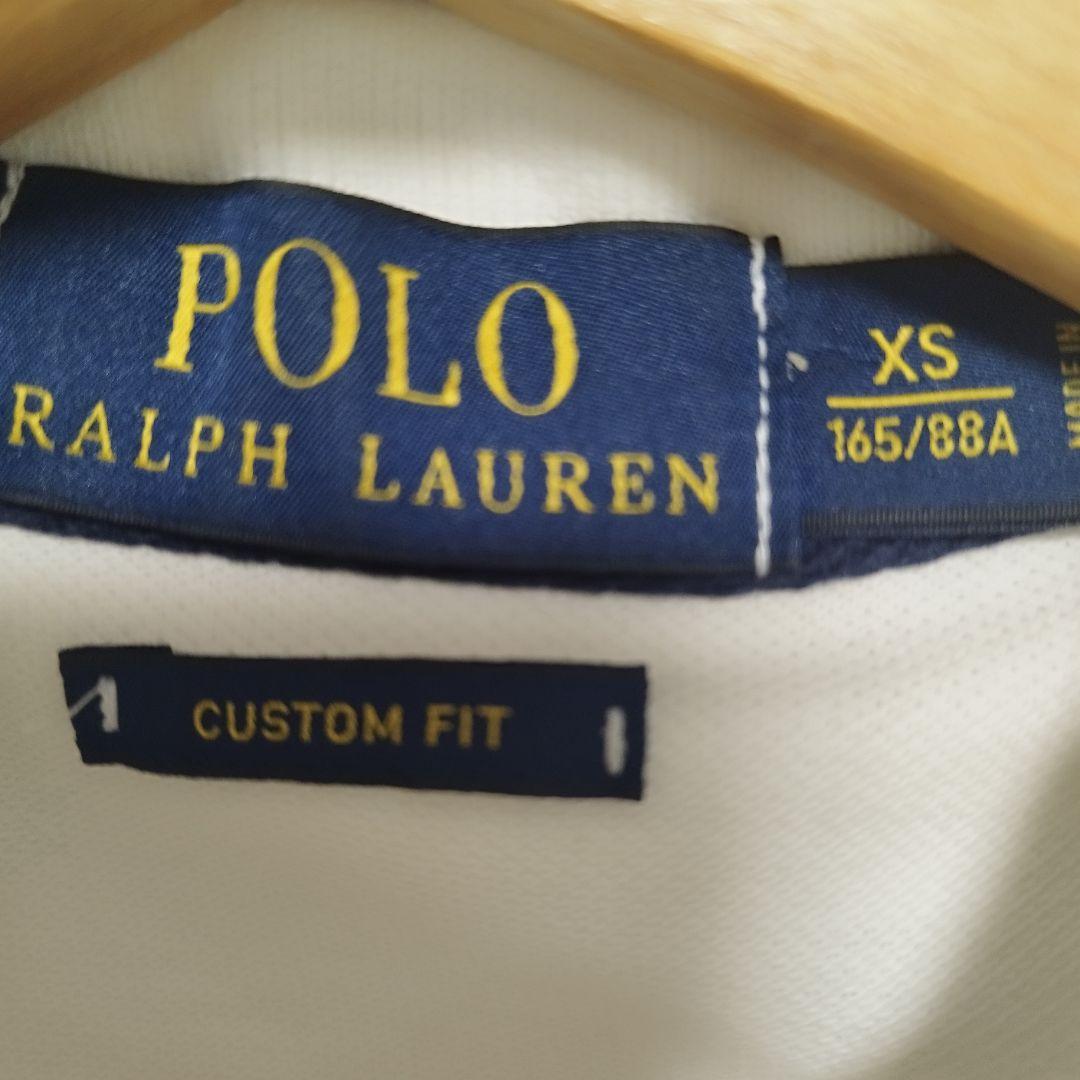 POLO
RALPH LAUREN
XS
165/88A
MADE IN
CUSTOM FIT